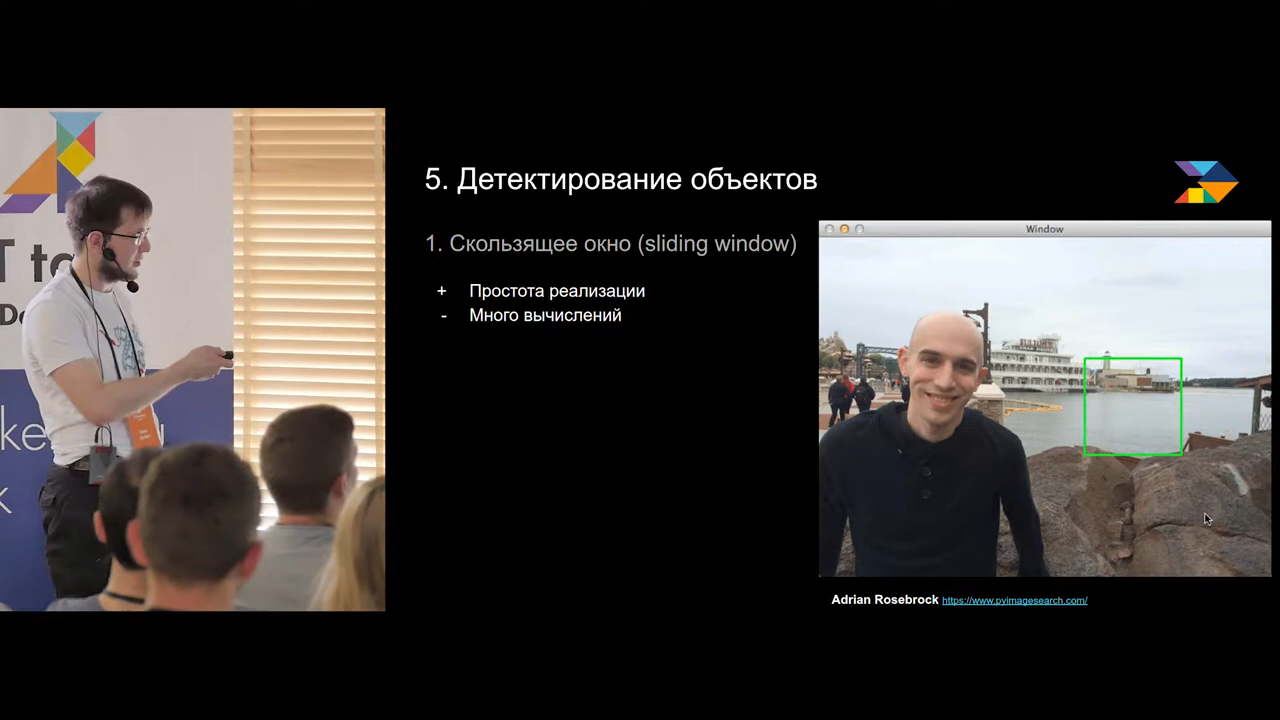 5. Детектирование объектов
1. Скользящее окно (sliding window)
+ Простота реализации
- Много вычислений
Window
Adrian Rosebrock https://www.pyimagesearch.com/